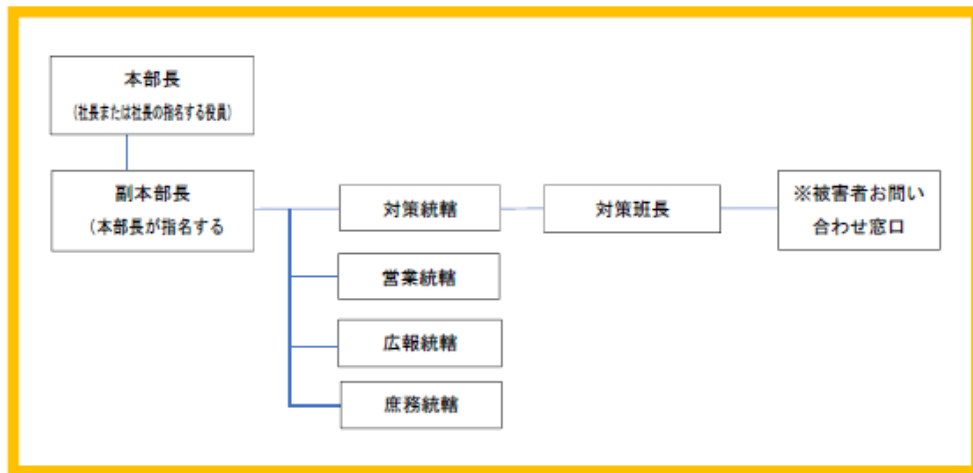 本部長
（社長または社長の指名する役員）
副本部長
（本部長が指名する
対策統轄
対策班長
※被害者お問い
合わせ窓口
営業統轄
広報統轄
庶務統轄